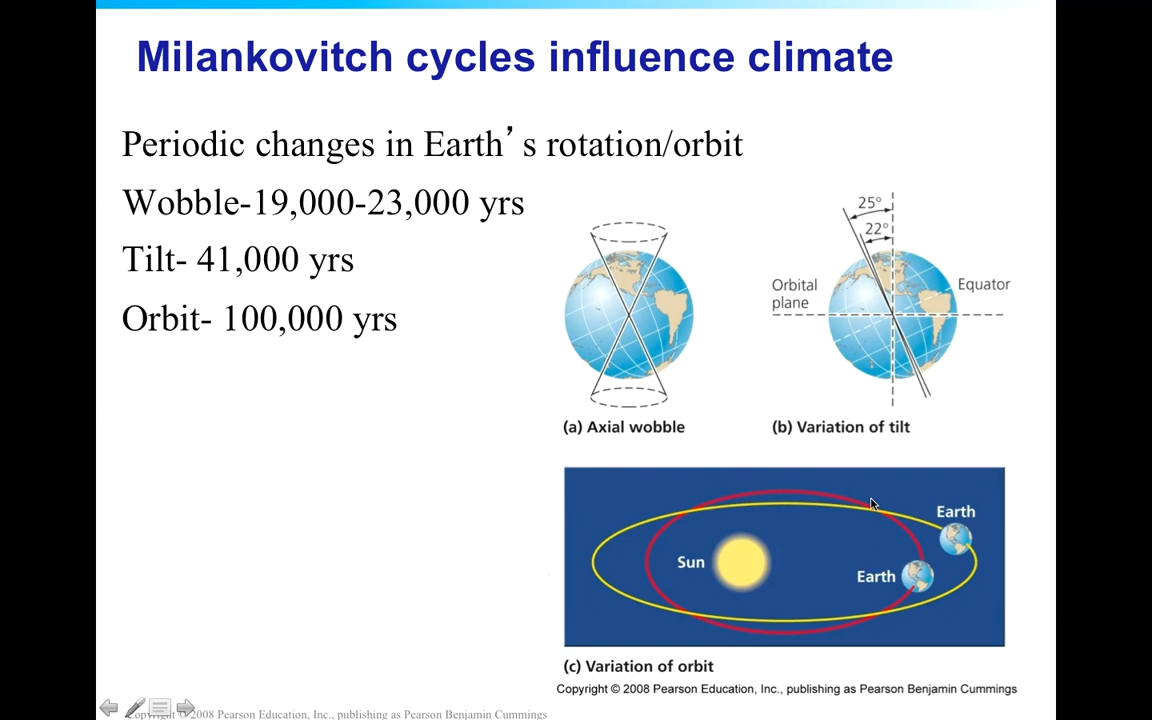 Milankovitch cycles influence climate
Periodic changes in Earth’s rotation/orbit
Wobble-19,000-23,000 yrs
Tilt- 41,000 yrs
Orbit- 100,000 yrs
25°
22°
Orbital
plane
Equator
(a) Axial wobble
(b) Variation of tilt
Earth
Sun
Earth
(c) Variation of orbit
Copyright © 2008 Pearson Education, Inc., publishing as Pearson Benjamin Cummings
Copyright © 2008 Pearson Education, Inc., publishing as Pearson Benjamin Cummings